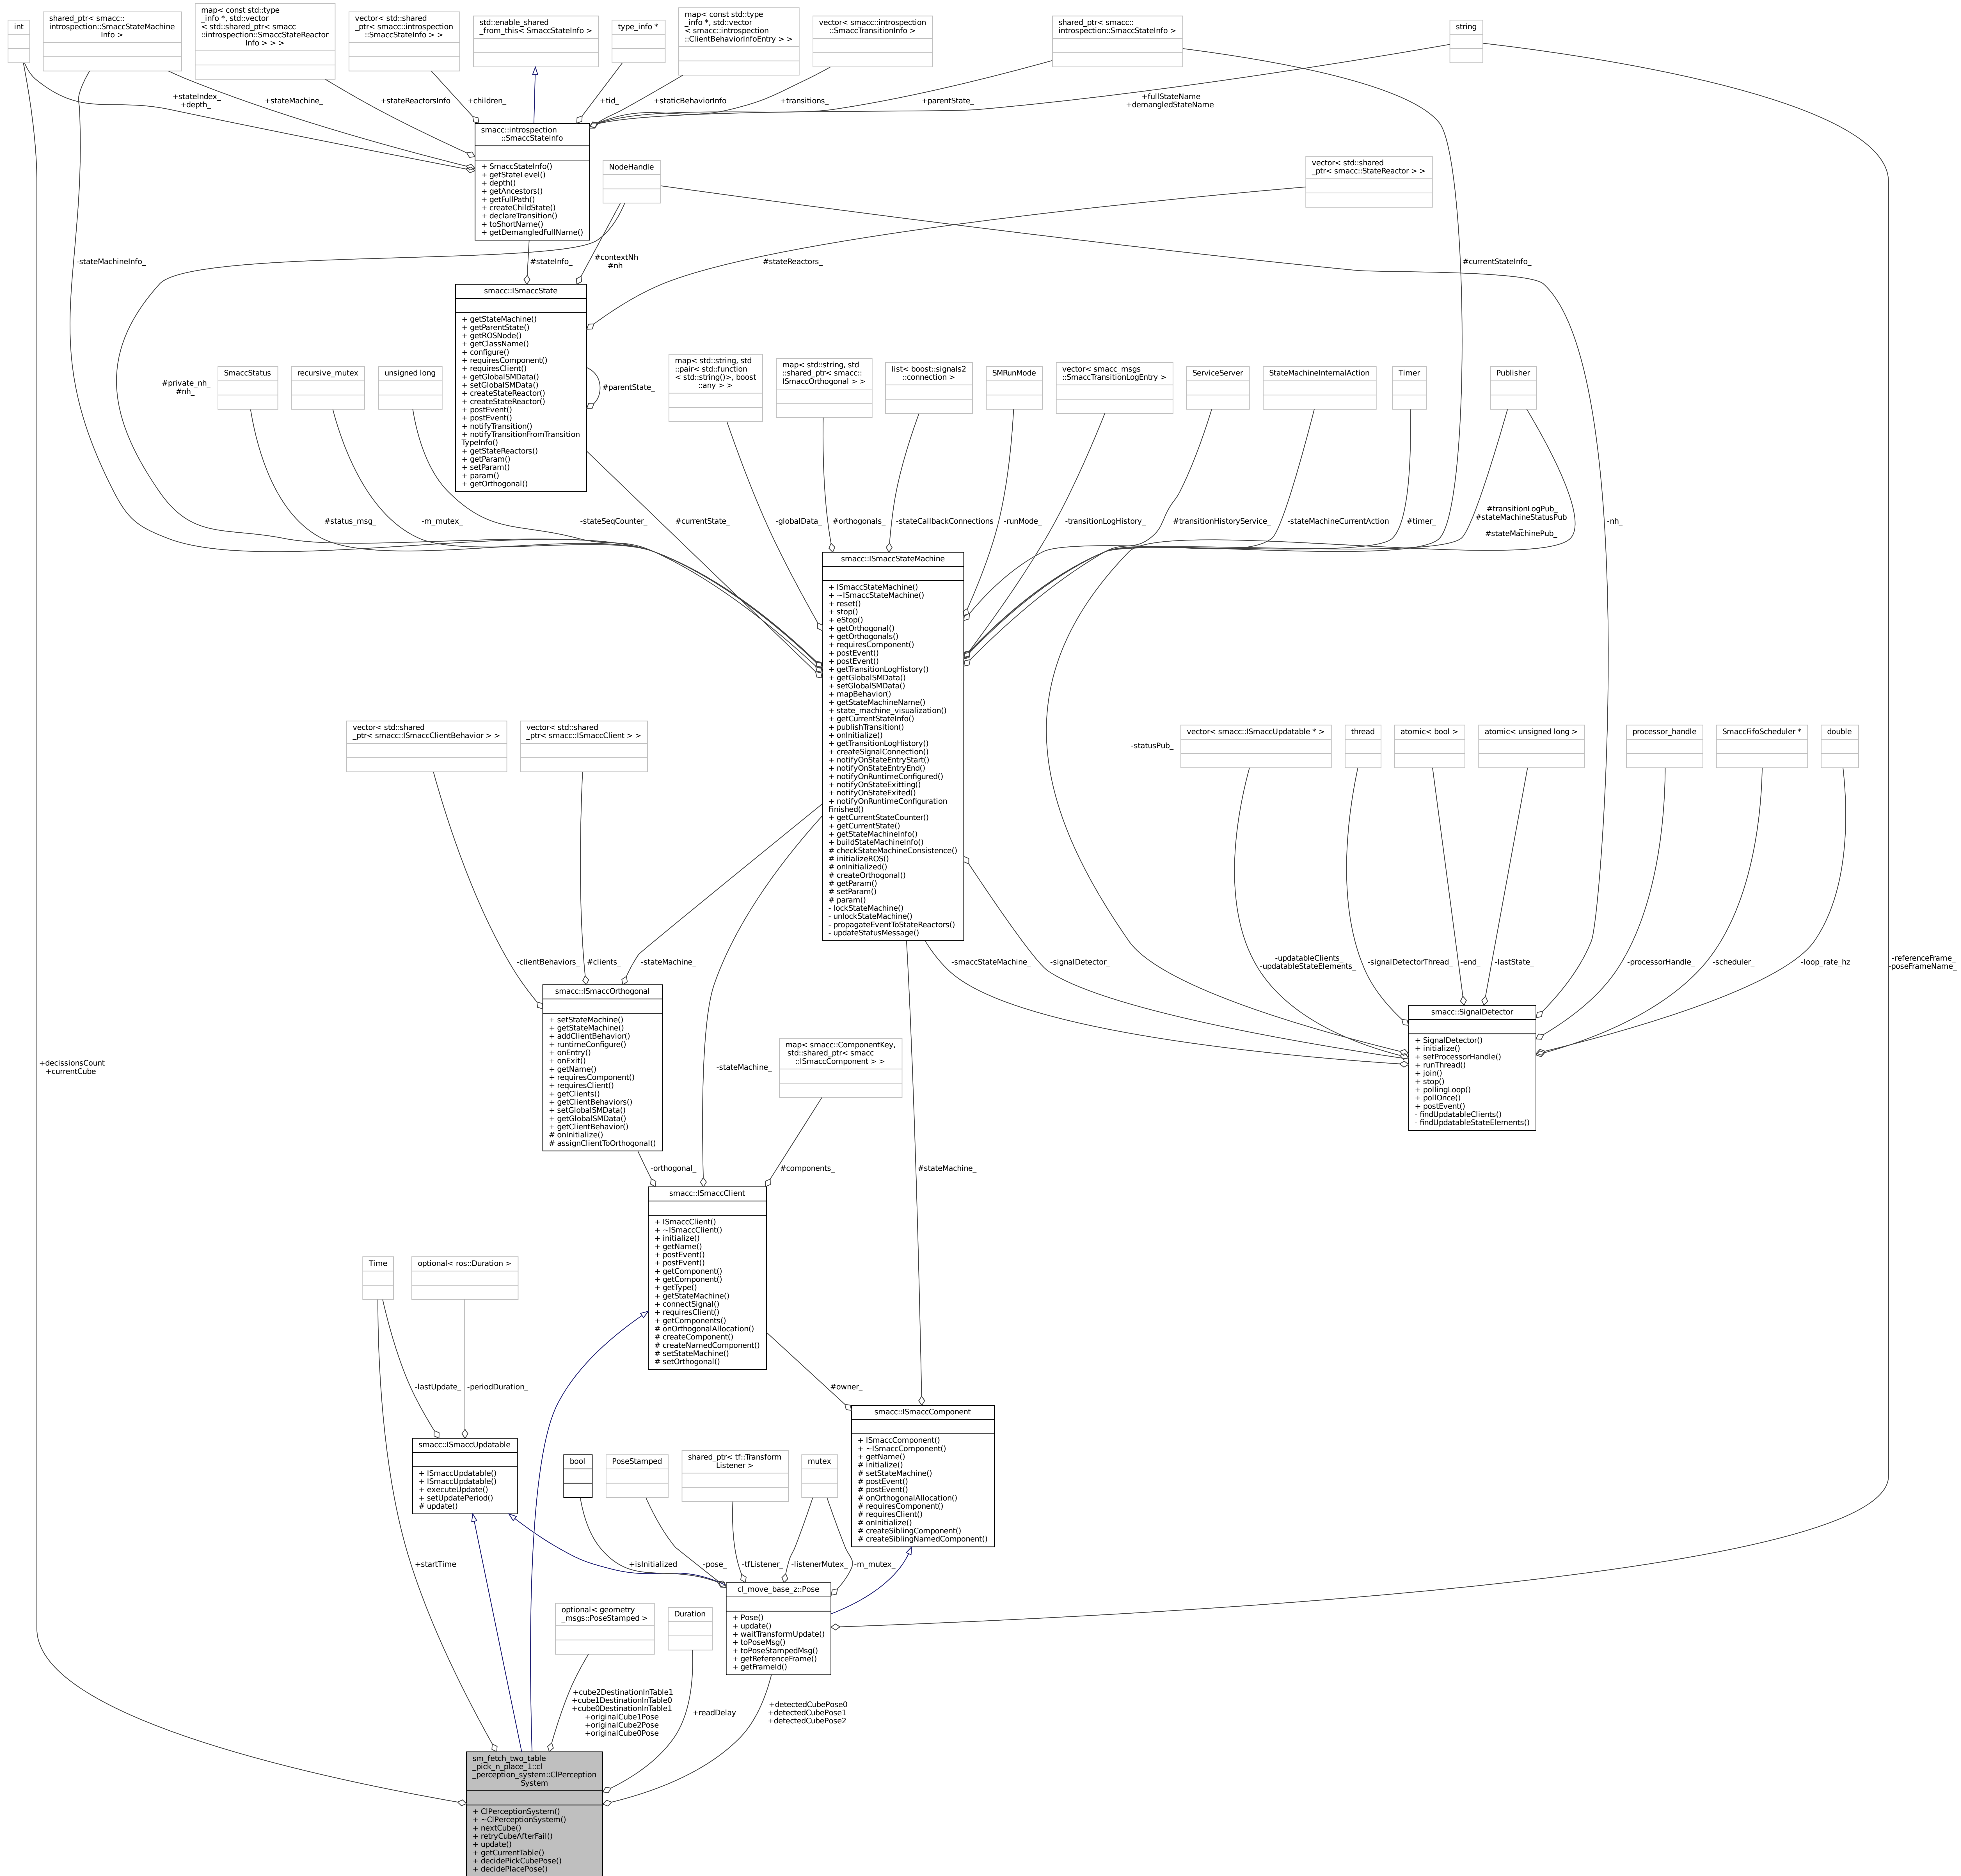 int
shared_ptr< smacc::
introspection::SmaccStateMachine
Info >
map< const std::type
_info *, std::vector
< std::shared_ptr< smacc
::introspection::SmaccStateReactor
Info > > >
vector< std::shared
_ptr< smacc::introspection
::SmaccStateInfo > >
std::enable_shared
_from_this< SmaccStateInfo >
type_info *
map< const std::type
_info *, std::vector
< smacc::introspection
::ClientBehaviorInfoEntry > >
vector< smacc::introspection
::SmaccTransitionInfo >
shared_ptr< smacc::
introspection::SmaccStateInfo >
string
+stateIndex_
+depth_
+stateMachine_
+stateReactorsInfo
+children_
+tid_
+staticBehaviorInfo
+transitions_
+parentState_
+fullStateName
+demangledStateName
smacc::introspection
::SmaccStateInfo
+ SmaccStateInfo()
+ getStateLevel()
+ depth()
+ getAncestors()
+ getFullPath()
+ createChildState()
+ declareTransition()
+ toShortName()
+ getDemangledFullName()
NodeHandle
vector< std::shared
_ptr< smacc::StateReactor > >
-stateMachineInfo_
#stateInfo_
#contextNh
#nh
#stateReactors_
#currentStateInfo_
smacc::ISmaccState
+ getStateMachine()
+ getParentState()
+ getROSNode()
+ getClassName()
+ configure()
+ requiresComponent()
+ requiresClient()
+ getGlobalSMData()
+ setGlobalSMData()
+ createStateReactor()
+ createStateReactor()
+ postEvent()
+ postEvent()
+ notifyTransition()
+ notifyTransitionFromTransition
TypeInfo()
+ getStateReactors()
+ getParam()
+ setParam()
+ param()
+ getOrthogonal()
#private_nh_
#nh_
SmaccStatus
recursive_mutex
unsigned long
#parentState_
map< std::string, std
::pair< std::function
< std::string()>, boost
::any > >
map< std::string, std
::shared_ptr< smacc::
ISmaccOrthogonal > >
list< boost::signals2
::connection >
SMRunMode
vector< smacc_msgs
::SmaccTransitionLogEntry >
ServiceServer
StateMachineInternalAction
Timer
Publisher
#status_msg_
-m_mutex_
-stateSeqCounter_
#currentState_
-globalData_
#orthogonals_
-stateCallbackConnections
-runMode_
-transitionLogHistory_
#transitionHistoryService_
-stateMachineCurrentAction
#timer_
#transitionLogPub_
#stateMachineStatusPub
_
#stateMachinePub_
-nh_
smacc::ISmaccStateMachine
+ ISmaccStateMachine()
+ ~ISmaccStateMachine()
+ reset()
+ stop()
+ eStop()
+ getOrthogonal()
+ getOrthogonals()
+ requiresComponent()
+ postEvent()
+ postEvent()
+ getTransitionLogHistory()
+ getGlobalSMData()
+ setGlobalSMData()
+ mapBehavior()
+ getStateMachineName()
+ state_machine_visualization()
+ getCurrentStateInfo()
+ publishTransition()
+ onInitialize()
+ getTransitionLogHistory()
+ createSignalConnection()
+ notifyOnStateEntryStart()
+ notifyOnStateEntryEnd()
+ notifyOnRuntimeConfigured()
+ notifyOnStateExitting()
+ notifyOnStateExited()
+ notifyOnRuntimeConfiguration
Finished()
+ getCurrentStateCounter()
+ getCurrentState()
+ getStateMachineInfo()
+ buildStateMachineInfo()
# checkStateMachineConsistence()
# initializeROS()
# onInitialized()
# createOrthogonal()
# getParam()
# setParam()
# param()
- lockStateMachine()
- unlockStateMachine()
- propagateEventToStateReactors()
- updateStatusMessage()
vector< std::shared
_ptr< smacc::ISmaccClientBehavior > >
vector< std::shared
_ptr< smacc::ISmaccClient > >
-statusPub_
vector< smacc::ISmaccUpdatable * >
thread
atomic< bool >
atomic< unsigned long >
processor_handle
SmaccFifoScheduler *
double
-clientBehaviors_
#clients_
-stateMachine_
-smaccStateMachine_
-signalDetector_
-updatableClients_
-updatableStateElements_
-signalDetectorThread_
-end_
-lastState_
-processorHandle_
-scheduler_
-loop_rate_hz
-referenceFrame_
-poseFrameName_
smacc::ISmaccOrthogonal
+ setStateMachine()
+ getStateMachine()
+ addClientBehavior()
+ runtimeConfigure()
+ onEntry()
+ onExit()
+ getName()
+ requiresComponent()
+ requiresClient()
+ getClients()
+ getClientBehaviors()
+ setGlobalSMData()
+ getGlobalSMData()
+ getClientBehavior()
# onInitialize()
# assignClientToOrthogonal()
smacc::SignalDetector
+ SignalDetector()
+ initialize()
+ setProcessorHandle()
+ runThread()
+ join()
+ stop()
+ pollingLoop()
+ pollOnce()
+ postEvent()
- findUpdatableClients()
- findUpdatableStateElements()
+decissionsCount
+currentCube
-stateMachine_
map< smacc::ComponentKey,
std::shared_ptr< smacc
::ISmaccComponent > >
-orthogonal_
#components_
#stateMachine_
smacc::ISmaccClient
+ ISmaccClient()
+ ~ISmaccClient()
+ initialize()
+ getName()
+ postEvent()
+ postEvent()
+ getComponent()
+ getComponent()
+ getType()
+ getStateMachine()
+ connectSignal()
+ requiresClient()
+ getComponents()
# onOrthogonalAllocation()
# createComponent()
# createNamedComponent()
# setStateMachine()
# setOrthogonal()
Time
optional< ros::Duration >
-lastUpdate_
-periodDuration_
#owner_
smacc::ISmaccComponent
+ ISmaccComponent()
+ ~ISmaccComponent()
+ getName()
# initialize()
# setStateMachine()
# postEvent()
# postEvent()
# onOrthogonalAllocation()
# requiresComponent()
# requiresClient()
# onInitialize()
# createSiblingComponent()
# createSiblingNamedComponent()
smacc::ISmaccUpdatable
+ ISmaccUpdatable()
+ ISmaccUpdatable()
+ executeUpdate()
+ setUpdatePeriod()
# update()
bool
PoseStamped
shared_ptr< tf::Transform
Listener >
mutex
+startTime
+isInitialized
-pose_
-tfListener_
-listenerMutex_
-m_mutex_
cl_move_base_z::Pose
+ Pose()
+ update()
+ waitTransformUpdate()
+ toPoseMsg()
+ toPoseStampedMsg()
+ getReferenceFrame()
+ getFrameId()
optional< geometry
_msgs::PoseStamped >
Duration
+cube2DestinationInTable1
+cube1DestinationInTable0
+cube0DestinationInTable1
+originalCube1Pose
+originalCube2Pose
+originalCube0Pose
+readDelay
+detectedCubePose0
+detectedCubePose1
+detectedCubePose2
sm_fetch_two_table
_pick_n_place_1::cl
_perception_system::ClPerception
System
+ ClPerceptionSystem()
+ ~ClPerceptionSystem()
+ nextCube()
+ retryCubeAfterFail()
+ update()
+ getCurrentTable()
+ decidePickCubePose()
+ decidePlacePose()